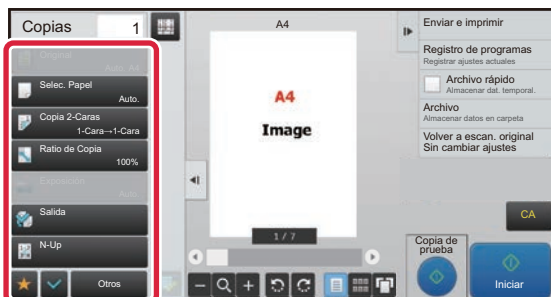 Copias 1
Original
Auto. A4
Selec. Papel
Auto.
Copia 2-Caras
1-Cara→1-Cara
Ratio de Copia
100%
Exposición
Auto.
Salida
N-Up
Otros
A4
A4
Image
1 / 7
Enviar e imprimir
Registro de programas
Registrar ajustes actuales
Archivo rápido
Almacenar dat. temporal.
Archivo
Almacenar datos en carpeta
Volver a escan. original
Sin cambiar ajustes
CA
Copia de
prueba
Iniciar